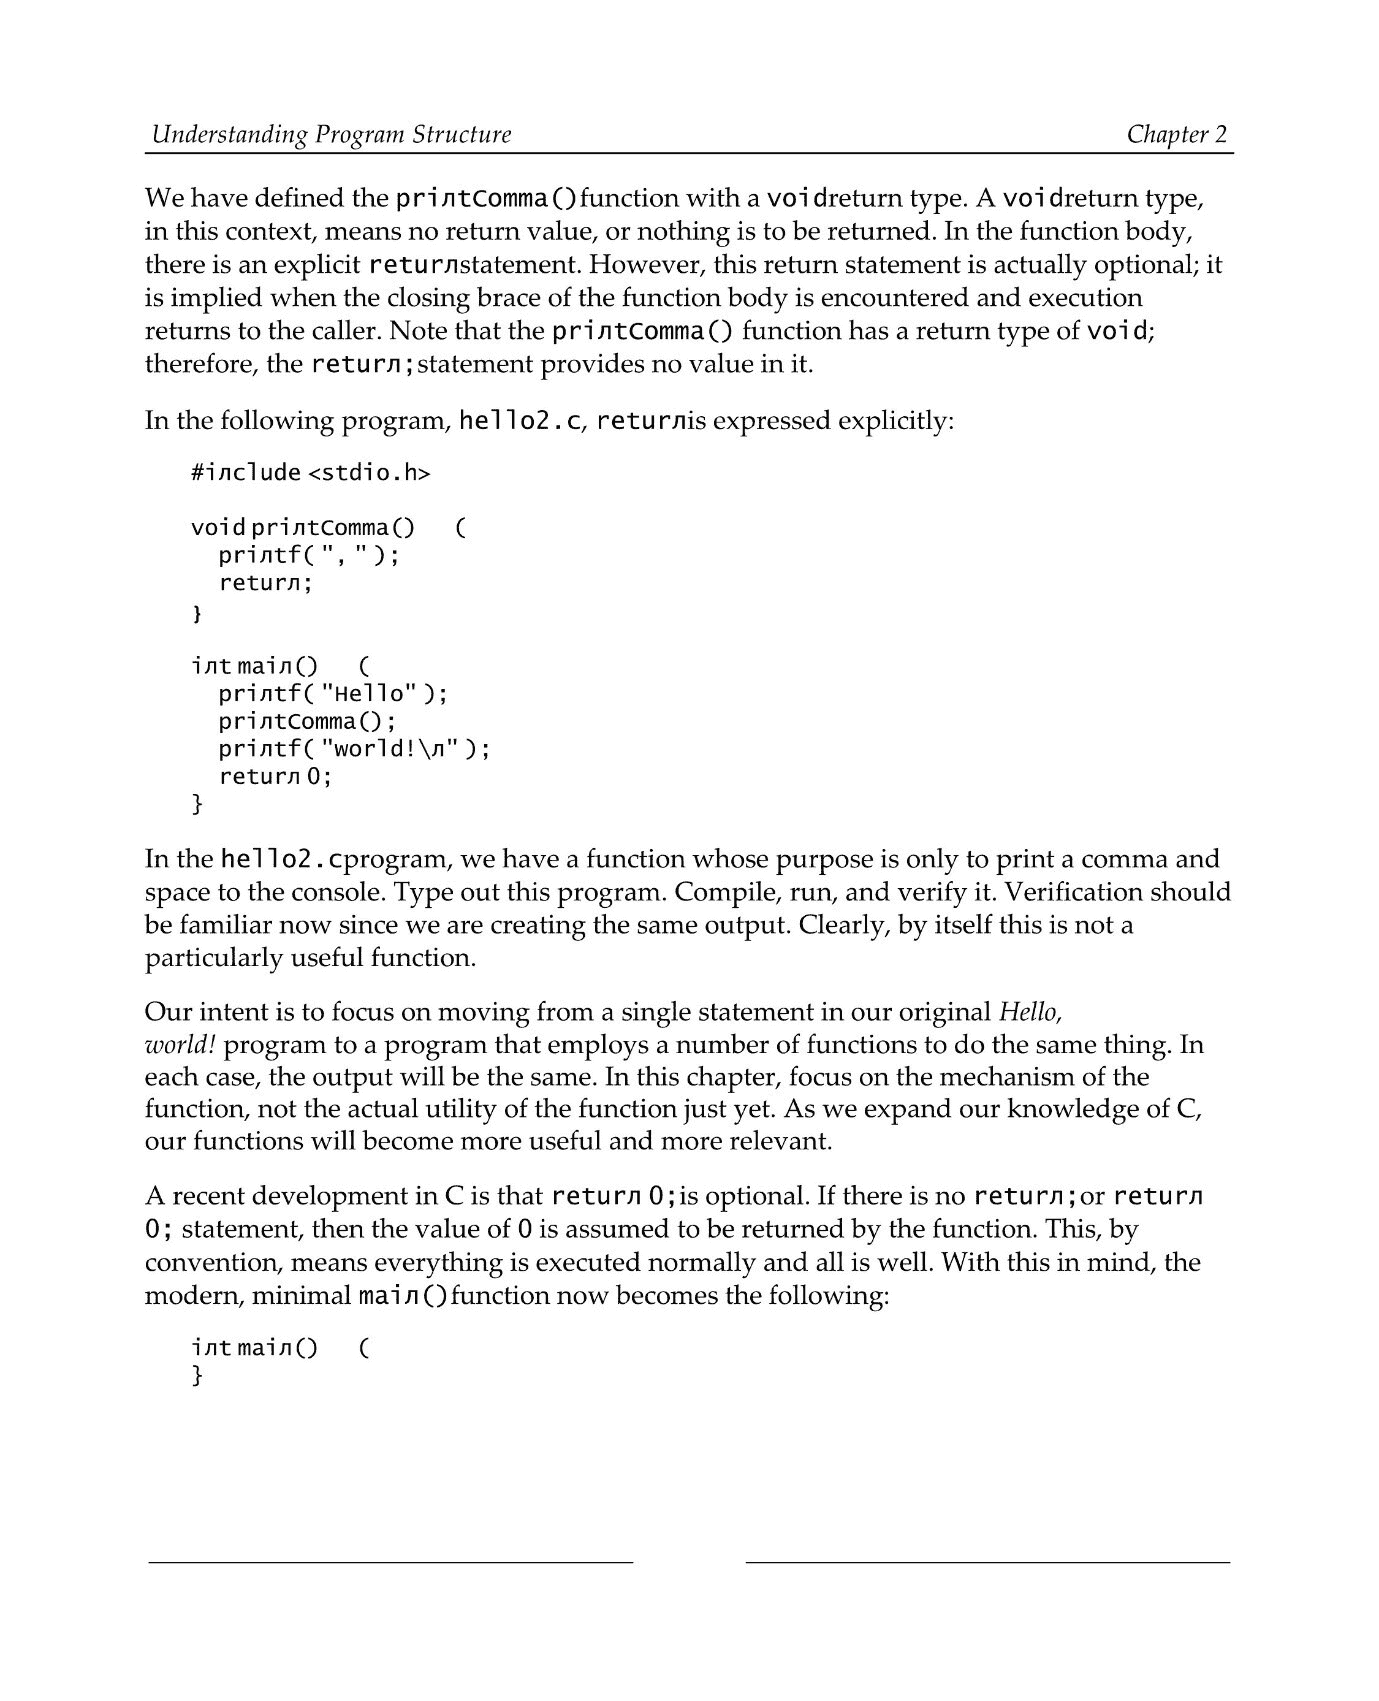 Understanding Program Structure Chapter 2
We have defined the priлtComma()function with a voidreturn type. A voidreturn type,
in this context, means no return value, or nothing is to be returned. In the function body,
there is an explicit returлstatement. However, this return statement is actually optional; it
is implied when the closing brace of the function body is encountered and execution
returns to the caller. Note that the priлtComma() function has a return type of void;
therefore, the returл;statement provides no value in it.
In the following program, hello2.c, returлis expressed explicitly:
#iлclude <stdio.h>
void priлtComma() (
priлtf( ", " );
returл;
}
iлt maiл() (
priлtf( "Hello" );
priлtComma();
priлtf( "world!\л" );
returл 0;
}
In the hello2.cprogram, we have a function whose purpose is only to print a comma and
space to the console. Type out this program. Compile, run, and verify it. Verification should
be familiar now since we are creating the same output. Clearly, by itself this is not a
particularly useful function.
Our intent is to focus on moving from a single statement in our original Hello,
world! program to a program that employs a number of functions to do the same thing. In
each case, the output will be the same. In this chapter, focus on the mechanism of the
function, not the actual utility of the function just yet. As we expand our knowledge of C,
our functions will become more useful and more relevant.
A recent development in C is that returл 0;is optional. If there is no returл;or returл
0; statement, then the value of 0 is assumed to be returned by the function. This, by
convention, means everything is executed normally and all is well. With this in mind, the
modern, minimal maiл()function now becomes the following:
iлt maiл() (
}